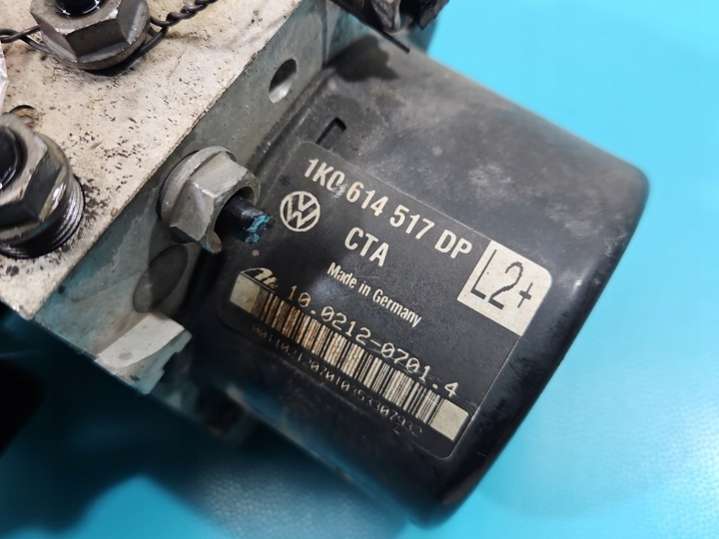 1K0 614 517 DP
CTA
L2+
Made in Germany
10.0212-0701.4